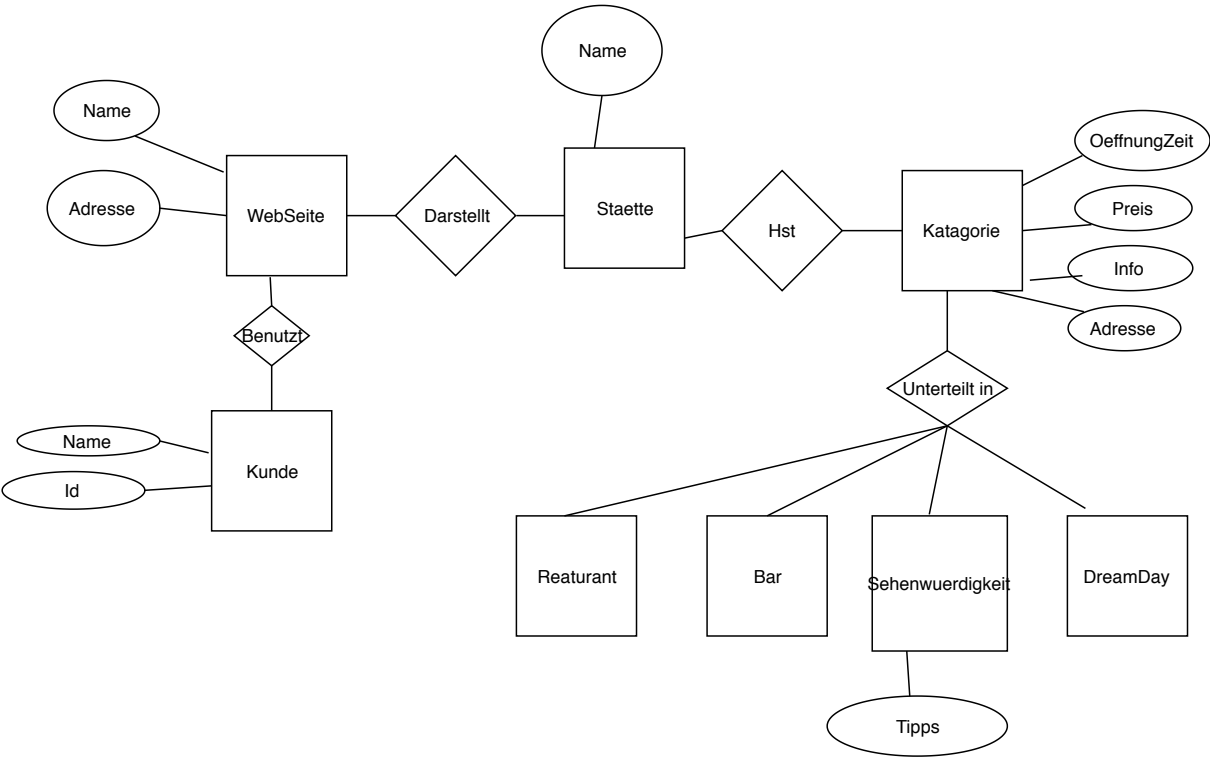 Name
Name
OeffnungZeit
Adresse
WebSeite
Darstellt
Staette
Hst
Katagorie
Preis
Info
Adresse
Benutzt
Unterteilt in
Name
Id
Kunde
Reaturant
Bar
Sehenwuerdigkeit
DreamDay
Tipps